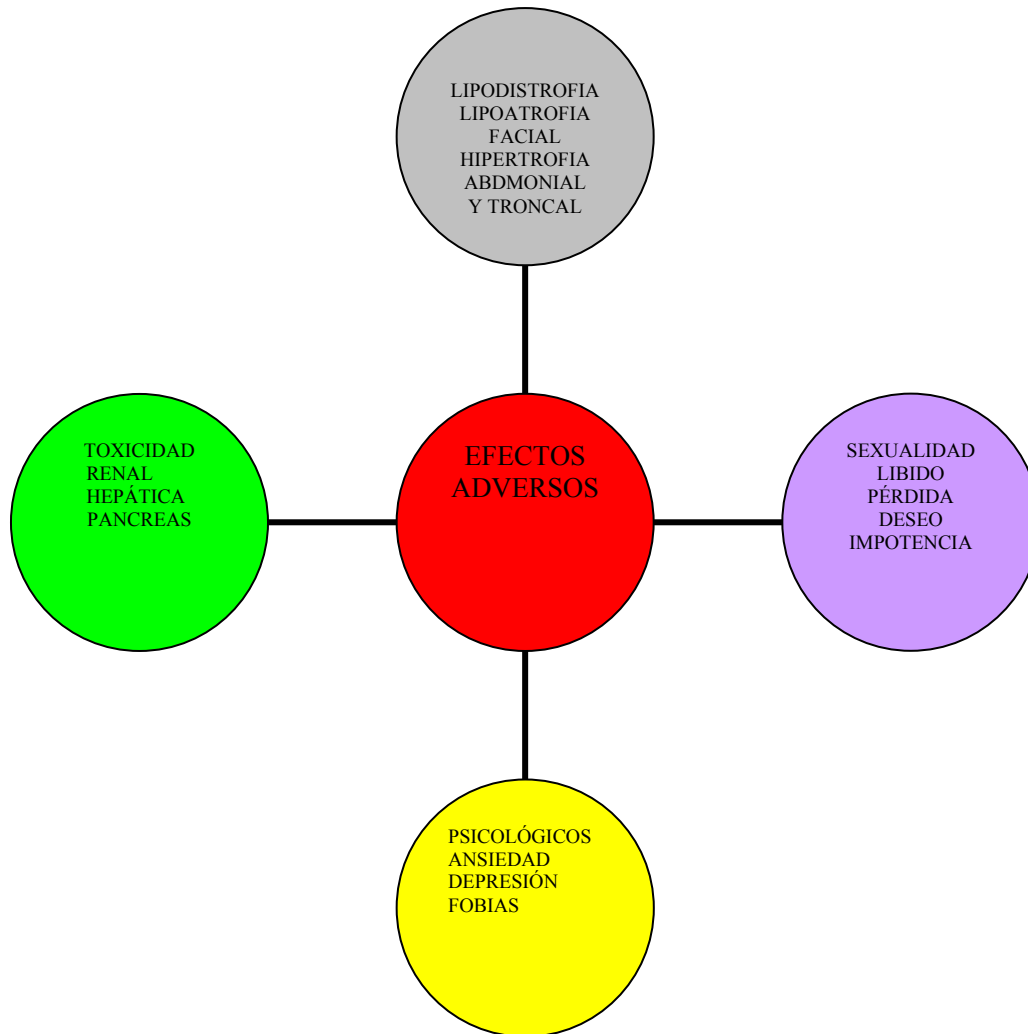 LIPODISTROFIA
LIPOATROFIA
FACIAL
HIPERTROFIA
ABDMONIAL
Y TRONCAL
TOXICIDAD
RENAL
HEPÁTICA
PANCREAS
EFECTOS
ADVERSOS
SEXUALIDAD
LIBIDO
PÉRDIDA
DESEO
IMPOTENCIA
PSICOLÓGICOS
ANSIEDAD
DEPRESIÓN
FOBIAS